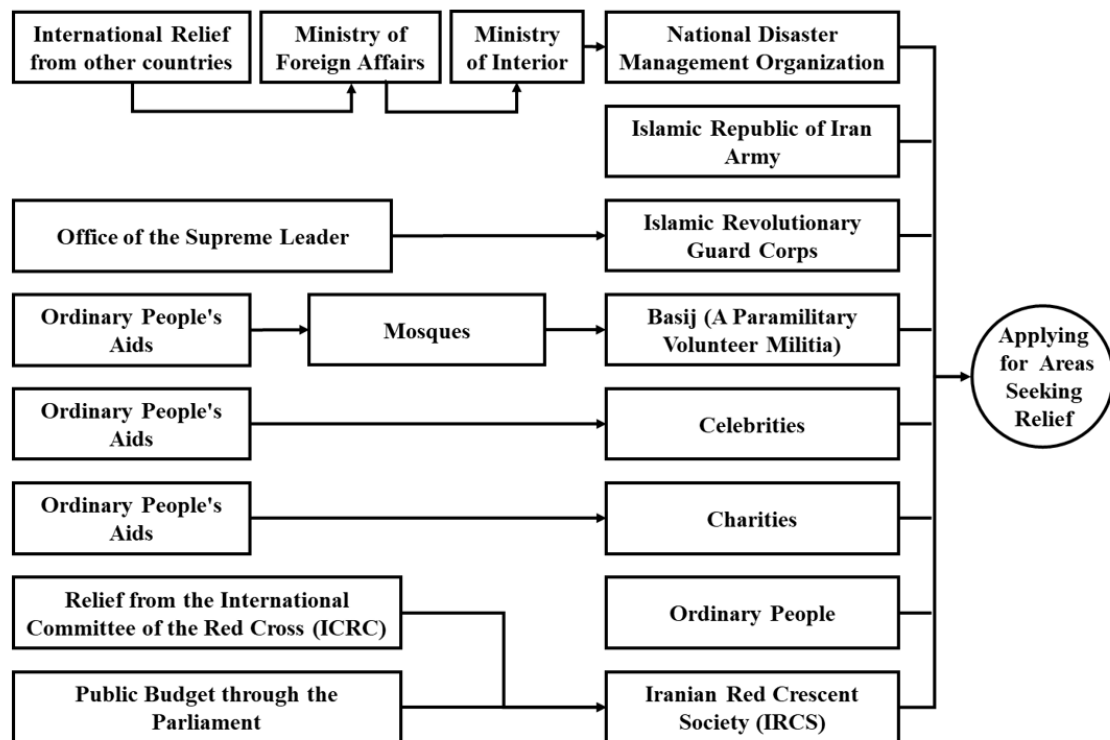 International Relief
from other countries
Ministry of
Foreign Affairs
Ministry
of Interior
National Disaster
Management Organization
Islamic Republic of Iran
Army
Office of the Supreme Leader
Islamic Revolutionary
Guard Corps
Ordinary People's
Aids
Mosques
Basij (A Paramilitary
Volunteer Militia)
Ordinary People's
Aids
Celebrities
Ordinary People's
Aids
Charities
Relief from the International
Committee of the Red Cross (ICRC)
Ordinary People
Public Budget through the
Parliament
Iranian Red Crescent
Society (IRCS)
Applying
for Areas
Seeking
Relief